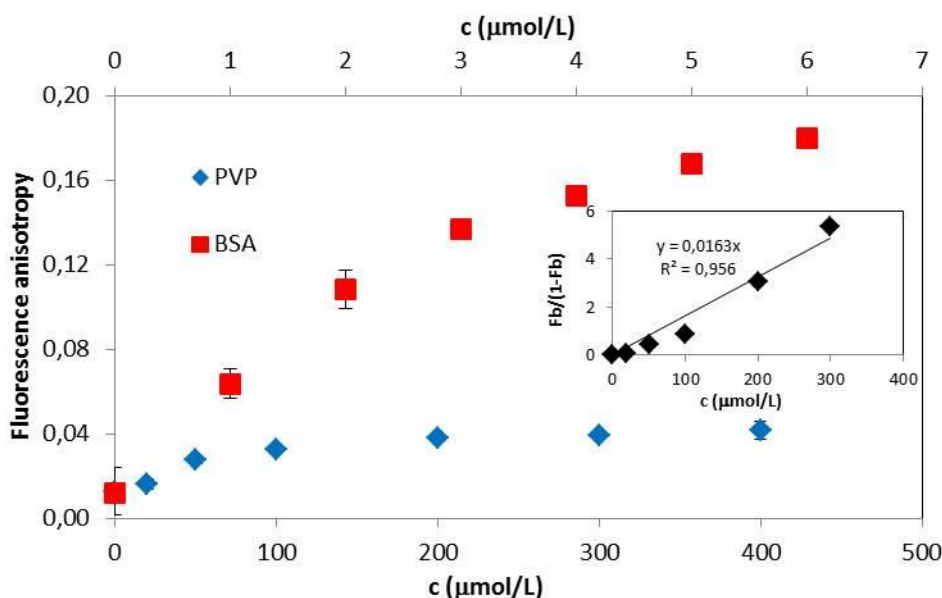 c (μmol/L)
0 1 2 3 4 5 6 7
0,20
0,16
0,12
0,08
0,04
0,00
Fluorescence anisotropy
PVP
BSA
6
4
2
0
Fb/(1-Fb)
y = 0,0163x
R² = 0,956
0 100 200 300 400
c (μmol/L)
0 100 200 300 400 500
c (μmol/L)